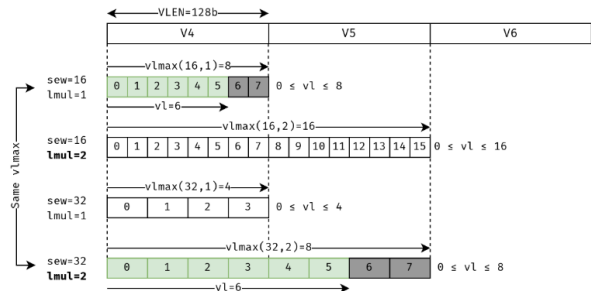 VLEN=128b
V4 V5 V6
vlmax(16,1)=8
sew=16
lmul=1
0 1 2 3 4 5 6 7
0 ≤ vl ≤ 8
vl=6
vlmax(16,2)=16
sew=16
lmul=2
0 1 2 3 4 5 6 7 8 9 10 11 12 13 14 15
0 ≤ vl ≤ 16
Same vlmax
vlmax(32,1)=4
sew=32
lmul=1
0 1 2 3
0 ≤ vl ≤ 4
vlmax(32,2)=8
sew=32
lmul=2
0 1 2 3 4 5 6 7
0 ≤ vl ≤ 8
vl=6